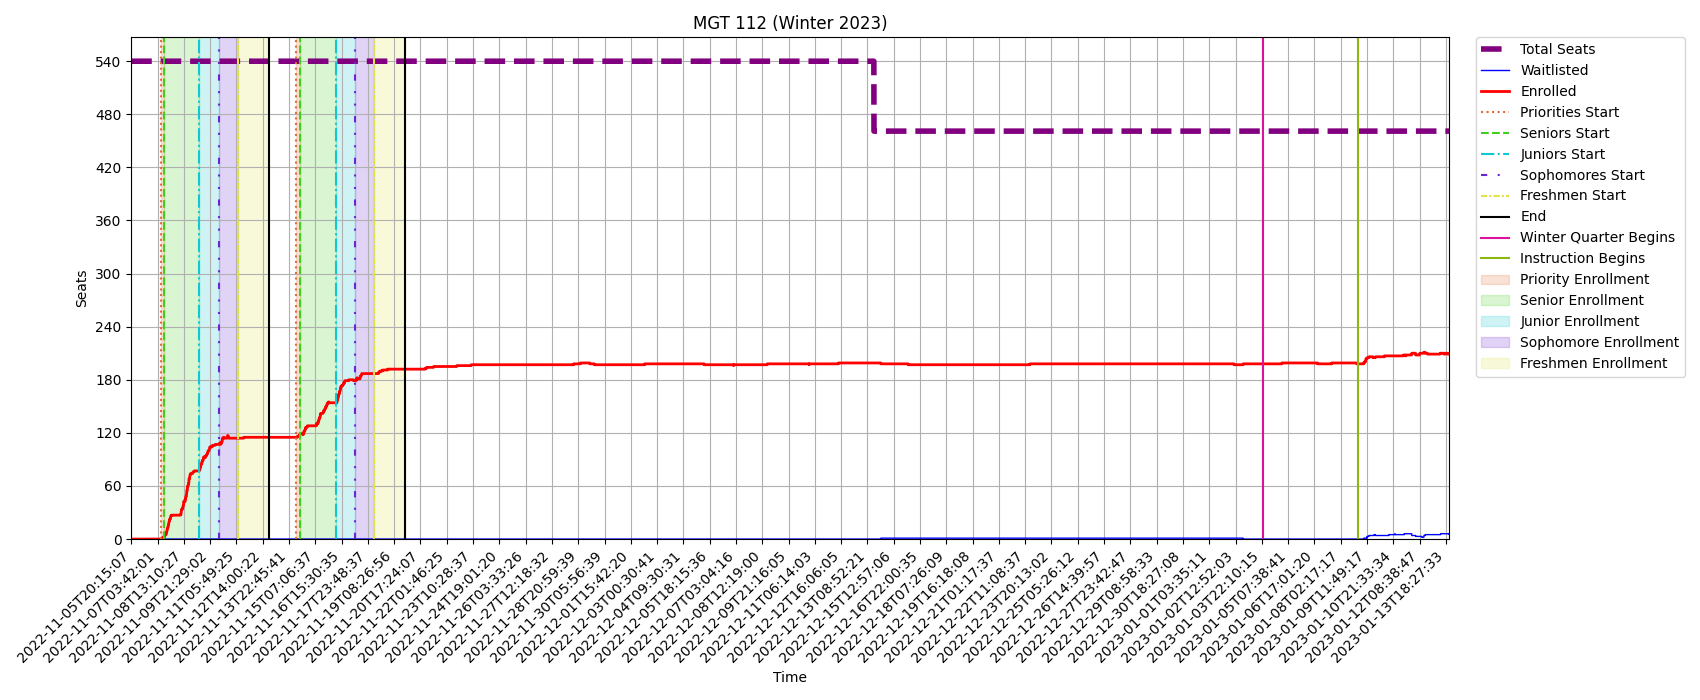 MGT 112 (Winter 2023)
Seats
540
480
420
360
300
240
180
120
60
0
2022-11-05T20:15:07
2022-11-07T03:42:01
2022-11-08T13:10:27
2022-11-09T21:29:02
2022-11-11T05:49:25
2022-11-12T14:00:22
2022-11-13T22:45:41
2022-11-15T07:06:37
2022-11-16T15:30:35
2022-11-17T23:48:37
2022-11-19T08:26:56
2022-11-20T17:24:07
2022-11-22T01:46:25
2022-11-23T10:28:37
2022-11-24T19:01:20
2022-11-26T03:33:26
2022-11-27T12:18:32
2022-11-28T20:59:39
2022-11-30T05:56:39
2022-12-01T15:42:20
2022-12-03T00:30:41
2022-12-04T09:30:31
2022-12-05T18:15:36
2022-12-07T03:04:16
2022-12-08T12:19:00
2022-12-09T21:16:05
2022-12-11T06:14:03
2022-12-12T16:06:05
2022-12-13T08:52:21
2022-12-15T12:57:06
2022-12-16T22:00:35
2022-12-18T07:26:09
2022-12-19T16:18:08
2022-12-21T01:17:37
2022-12-22T11:08:37
2022-12-23T20:13:02
2022-12-25T05:26:12
2022-12-26T14:39:57
2022-12-27T23:42:47
2022-12-29T08:58:33
2022-12-30T18:27:08
2023-01-01T03:35:11
2023-01-02T12:52:03
2023-01-03T22:10:15
2023-01-05T07:38:41
2023-01-06T17:01:20
2023-01-08T02:17:17
2023-01-09T11:49:17
2023-01-10T21:33:34
2023-01-12T08:38:47
2023-01-13T18:27:33
Time
Total Seats
Waitlisted
Enrolled
Priorities Start
Seniors Start
Juniors Start
Sophomores Start
Freshmen Start
End
Winter Quarter Begins
Instruction Begins
Priority Enrollment
Senior Enrollment
Junior Enrollment
Sophomore Enrollment
Freshmen Enrollment